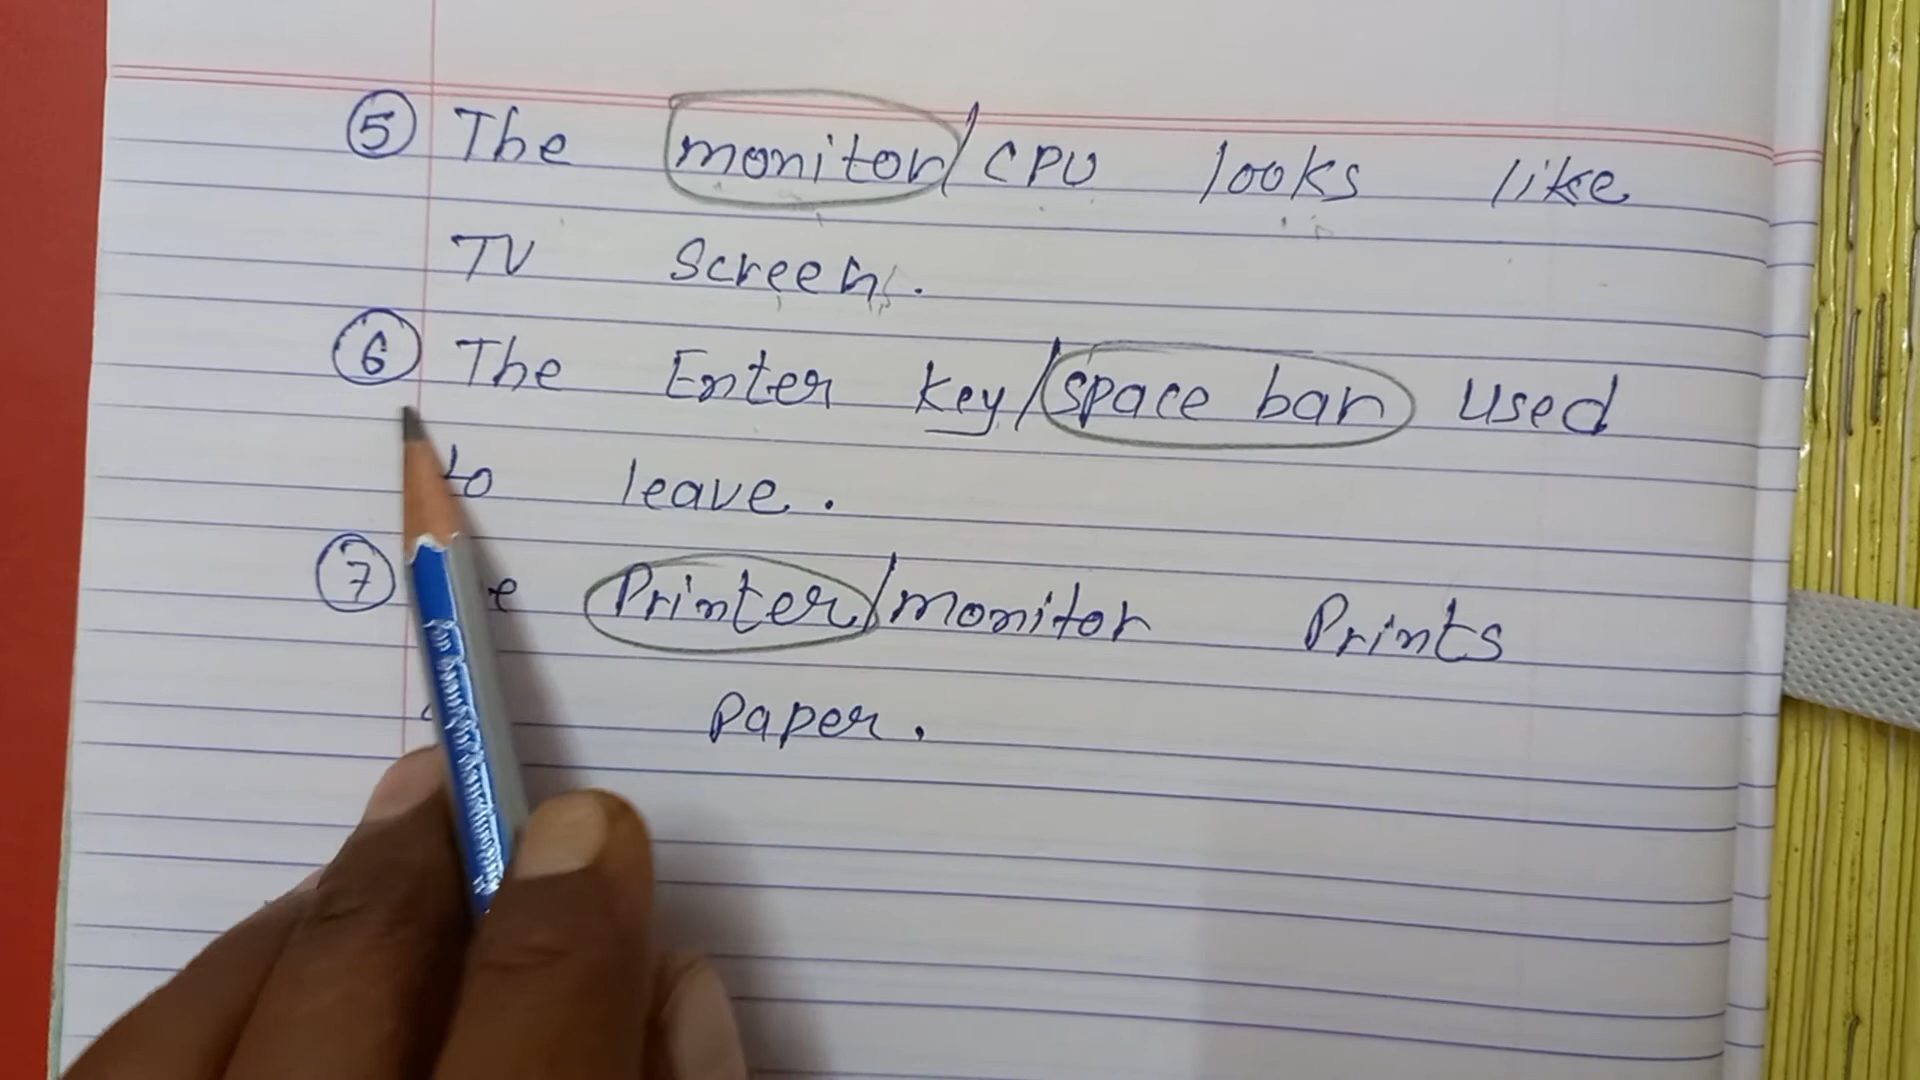 5 The monitor/CPU looks like
TV Screen.
6 The Enter key/space bar used
to leave.
7 Printer/monitor Prints
paper.